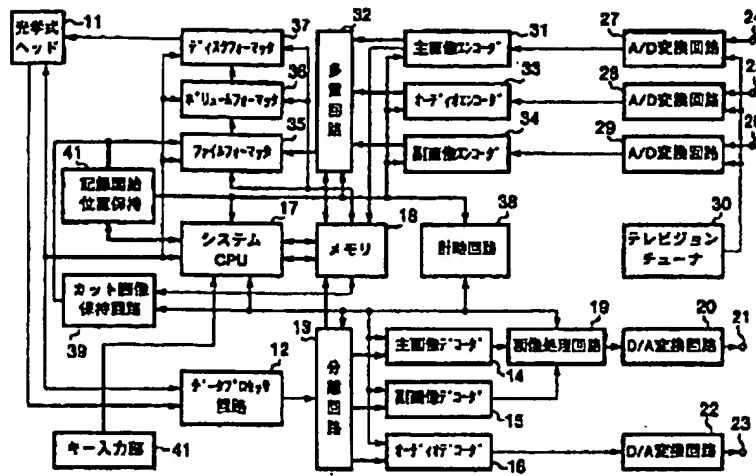 光学式
ヘッド
11
ディスクフォーマッタ
37
ボリュームフォーマッタ
36
ファイルフォーマッタ
35
多重回路
32
主画像エンコーダ
31
オーディオエンコーダ
33
副画像エンコーダ
34
A/D変換回路
27
24
A/D変換回路
28
A/D変換回路
29
テレビジョン
チューナ
30
41
記録開始
位置保持
システム
CPU
17
メモリ
18
計時回路
38
カット画像
保持回路
39
データプロセッサ
回路
12
キー入力部
41
分離回路
13
主画像デコーダ
14
副画像デコーダ
15
オーディオデコーダ
16
画像処理回路
19
D/A変換回路
20
21
D/A変換回路
22
23